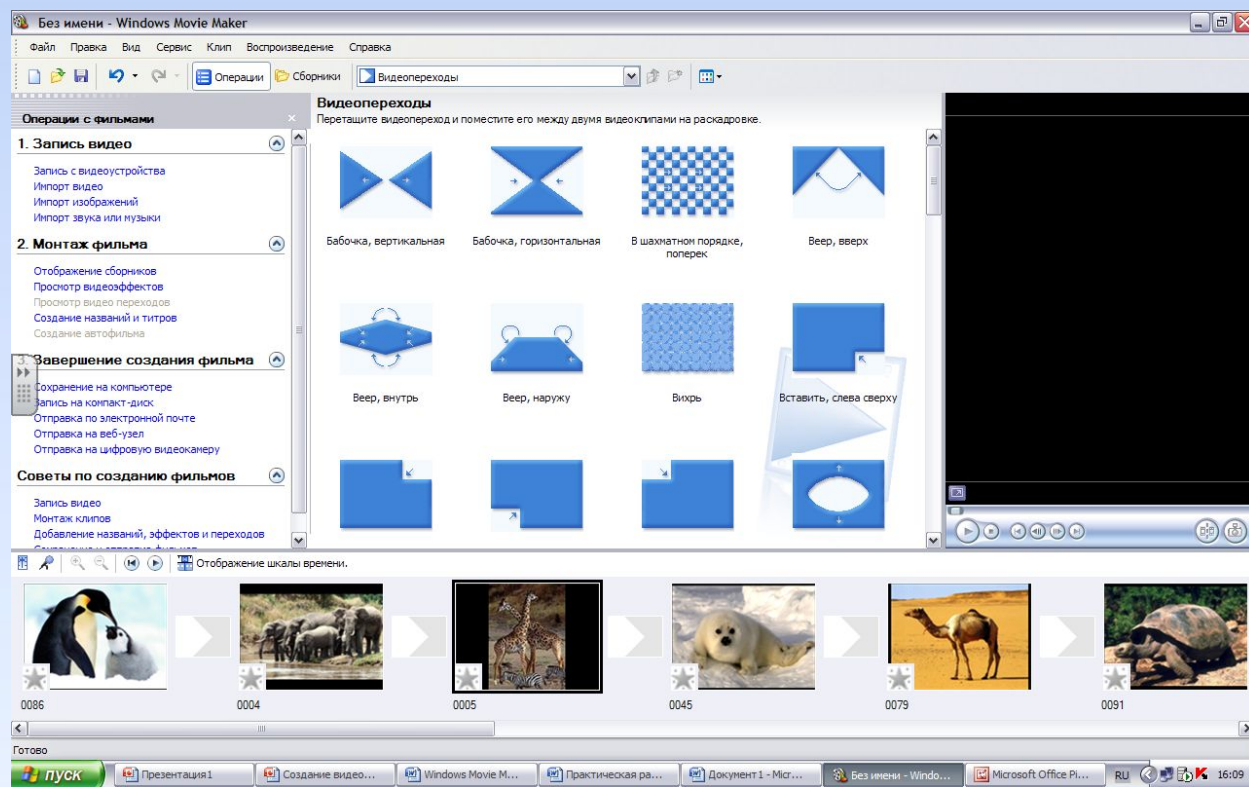 Без имени - Windows Movie Maker
Файл Правка Вид Сервис Клип Воспроизведение Справка
Операции Сборники Видеопереходы
Операции с фильмами
1. Запись видео
Запись с видеоустройства
Импорт видео
Импорт изображений
Импорт звука или музыки
2. Монтаж фильма
Отображение сборников
Просмотр видеоэффектов
Просмотр видео переходов
Создание названий и титров
Создание автофильма
3. Завершение создания фильма
Сохранение на компьютере
Запись на компакт-диск
Отправка по электронной почте
Отправка на веб-узел
Отправка на цифровую видеокамеру
Советы по созданию фильмов
Запись видео
Монтаж клипов
Добавление названий, эффектов и переходов
Видеопереходы
Перетащите видеопереход и поместите его между двумя видеоклипами на раскадровке.
Бабочка, вертикальная Бабочка, горизонтальная В шахматном порядке, Веер, вверх
поперек
Веер, внутрь Веер, наружу Вихрь Вставить, слева сверху
Отображение шкалы времени.
0086 0004 0005 0045 0079 0091
Готово
пуск Презентация1 Создание видео... Windows Movie M... Практическая ра... Документ1 - Micr... Без имени - Windo... Microsoft Office Pi... RU 16:09